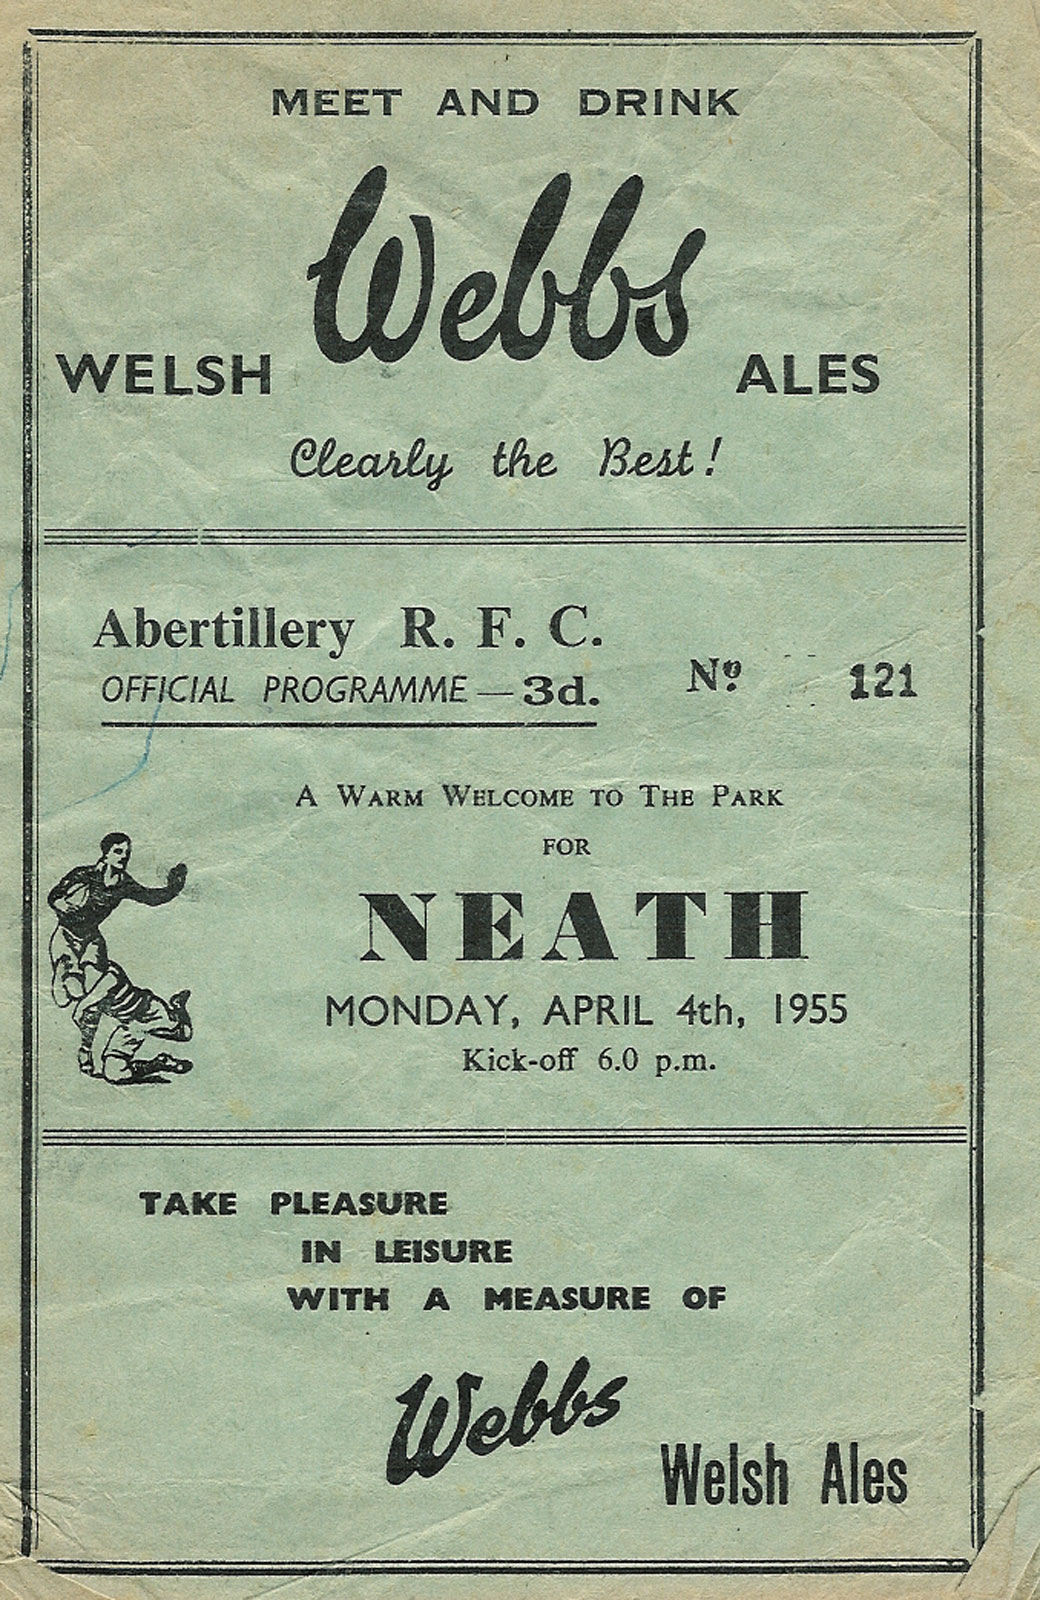 MEET AND DRINK
Webbs
WELSH ALES
Clearly the Best!
Abertillery R. F. C.
OFFICIAL PROGRAMME — 3d.
Nº 121
A WARM WELCOME TO THE PARK
FOR
NEATH
MONDAY, APRIL 4th, 1955
Kick-off 6.0 p.m.
TAKE PLEASURE
IN LEISURE
WITH A MEASURE OF
Webbs
Welsh Ales